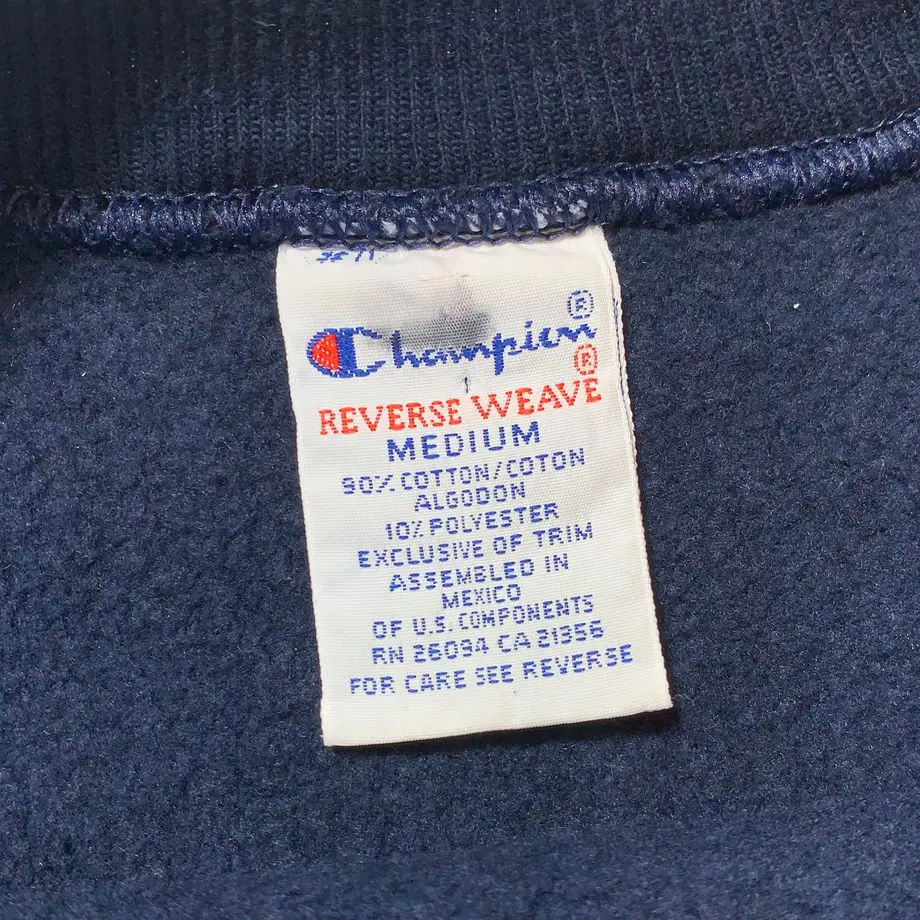 Champion®
®
REVERSE WEAVE
MEDIUM
90% COTTON/COTON
ALGODON
10% POLYESTER
EXCLUSIVE OF TRIM
ASSEMBLED IN
MEXICO
OF U.S. COMPONENTS
RN 26094 CA 21356
FOR CARE SEE REVERSE